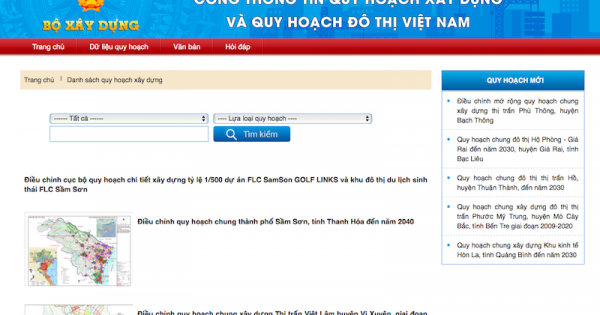 CỔNG THÔNG TIN QUY HOẠCH XÂY DỰNG
VÀ QUY HOẠCH ĐÔ THỊ VIỆT NAM
BỘ XÂY DỰNG
Trang chủ Dữ liệu quy hoạch Văn bản Hỏi đáp
Trang chủ | Danh sách quy hoạch xây dựng
------ Tất cả ------
---- Lựa loại quy hoạch ----
Tìm kiếm
Điều chỉnh cục bộ quy hoạch chi tiết xây dựng tỷ lệ 1/500 dự án FLC SamSon GOLF LINKS và khu đô thị du lịch sinh
thái FLC Sầm Sơn
Điều chỉnh quy hoạch chung thành phố Sầm Sơn, tỉnh Thanh Hóa đến năm 2040
Điều chỉnh quy hoạch chung xây dựng Thị trấn Việt Lâm huyện Vị Xuyên, giai đoạn
QUY HOẠCH MỚI
Điều chỉnh mở rộng quy hoạch chung
xây dựng thị trấn Phủ Thông, huyện
Bạch Thông
Quy hoạch chung đô thị Hộ Phòng - Giá
Rai đến năm 2030, huyện Giá Rai, tỉnh
Bạc Liêu
Quy hoạch chung đô thị thị trấn Hồ,
huyện Thuận Thành, đến năm 2030
Quy hoạch chung xây dựng đô thị thị
trấn Phước Mỹ Trung, huyện Mỏ Cày
Bắc, tỉnh Bến Tre giai đoạn 2009-2020
Quy hoạch chung xây dựng Khu kinh tế
Hòn La, tỉnh Quảng Bình đến năm 2030